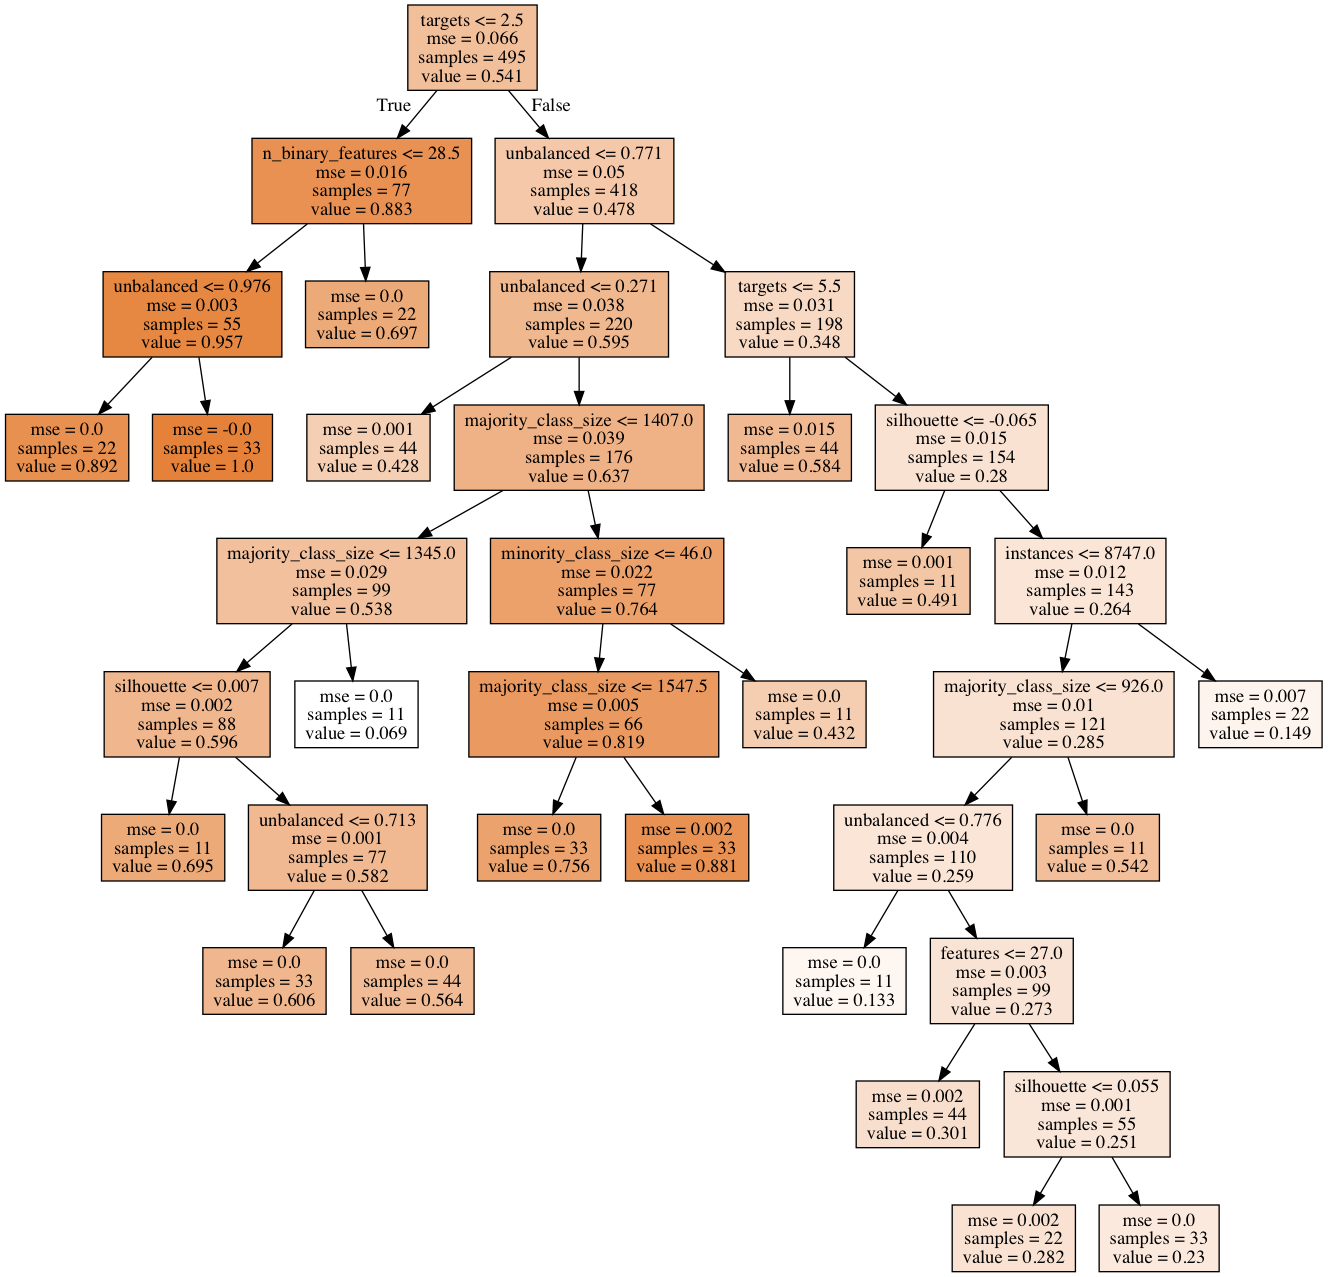 targets <= 2.5
mse = 0.066
samples = 495
value = 0.541
True
False
n_binary_features <= 28.5
mse = 0.016
samples = 77
value = 0.883
unbalanced <= 0.771
mse = 0.05
samples = 418
value = 0.478
unbalanced <= 0.976
mse = 0.003
samples = 55
value = 0.957
mse = 0.0
samples = 22
value = 0.697
unbalanced <= 0.271
mse = 0.038
samples = 220
value = 0.595
targets <= 5.5
mse = 0.031
samples = 198
value = 0.348
mse = 0.0
samples = 22
value = 0.892
mse = -0.0
samples = 33
value = 1.0
mse = 0.001
samples = 44
value = 0.428
majority_class_size <= 1407.0
mse = 0.039
samples = 176
value = 0.637
mse = 0.015
samples = 44
value = 0.584
silhouette <= -0.065
mse = 0.015
samples = 154
value = 0.28
majority_class_size <= 1345.0
mse = 0.029
samples = 99
value = 0.538
minority_class_size <= 46.0
mse = 0.022
samples = 77
value = 0.764
mse = 0.001
samples = 11
value = 0.491
instances <= 8747.0
mse = 0.012
samples = 143
value = 0.264
silhouette <= 0.007
mse = 0.002
samples = 88
value = 0.596
mse = 0.0
samples = 11
value = 0.069
majority_class_size <= 1547.5
mse = 0.005
samples = 66
value = 0.819
mse = 0.0
samples = 11
value = 0.432
majority_class_size <= 926.0
mse = 0.01
samples = 121
value = 0.285
mse = 0.007
samples = 22
value = 0.149
mse = 0.0
samples = 11
value = 0.695
unbalanced <= 0.713
mse = 0.001
samples = 77
value = 0.582
mse = 0.0
samples = 33
value = 0.756
mse = 0.002
samples = 33
value = 0.881
unbalanced <= 0.776
mse = 0.004
samples = 110
value = 0.259
mse = 0.0
samples = 11
value = 0.542
mse = 0.0
samples = 33
value = 0.606
mse = 0.0
samples = 44
value = 0.564
mse = 0.0
samples = 11
value = 0.133
features <= 27.0
mse = 0.003
samples = 99
value = 0.273
mse = 0.002
samples = 44
value = 0.301
silhouette <= 0.055
mse = 0.001
samples = 55
value = 0.251
mse = 0.002
samples = 22
value = 0.282
mse = 0.0
samples = 33
value = 0.23